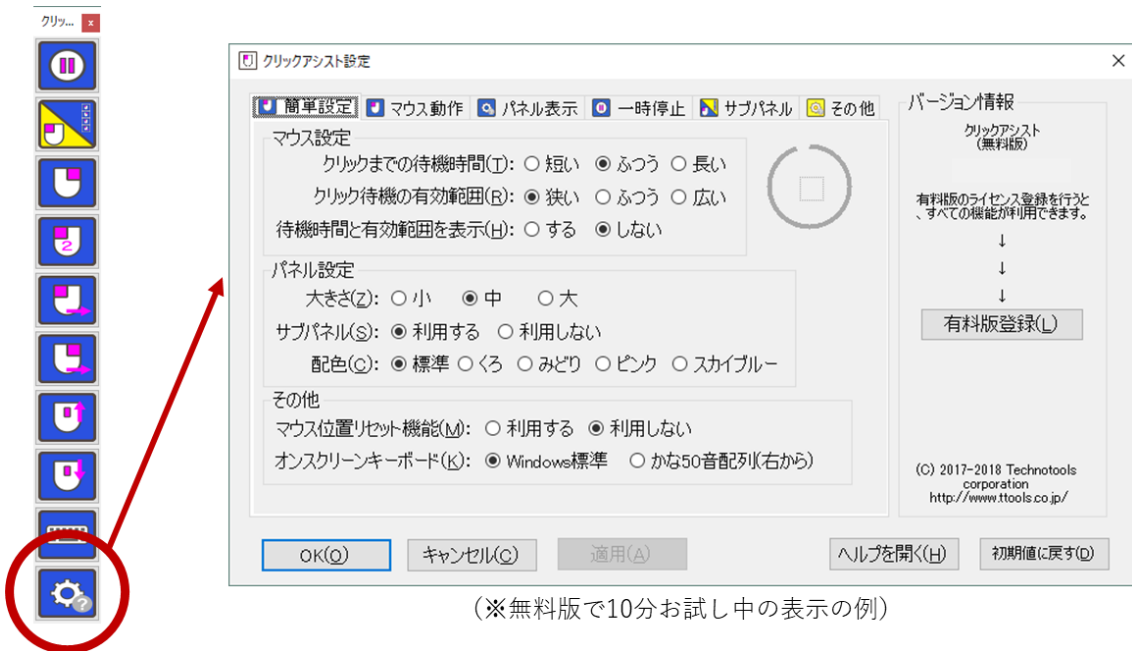 クリッ... x
2
?
クリックアシスト設定
簡単設定 マウス動作 パネル表示 一時停止 サブパネル その他
マウス設定
クリックまでの待機時間(T): 短い ふつう 長い
クリック待機の有効範囲(R): 狭い ふつう 広い
待機時間と有効範囲を表示(H): する しない
パネル設定
大きさ(Z): 小 中 大
サブパネル(S): 利用する 利用しない
配色(C): 標準 くろ みどり ピンク スカイブルー
その他
マウス位置リセット機能(M): 利用する 利用しない
オンスクリーンキーボード(K): Windows標準 かな50音配列(右から)
バージョン情報
クリックアシスト
(無料版)
有料版のライセンス登録を行うと
、すべての機能が利用できます。
↓
↓
↓
有料版登録(L)
(C) 2017-2018 Technotools
corporation
http://www.ttools.co.jp/
OK(O) キャンセル(C) 適用(A) ヘルプを開く(H) 初期値に戻す(D)
(※無料版で10分お試し中の表示の例)